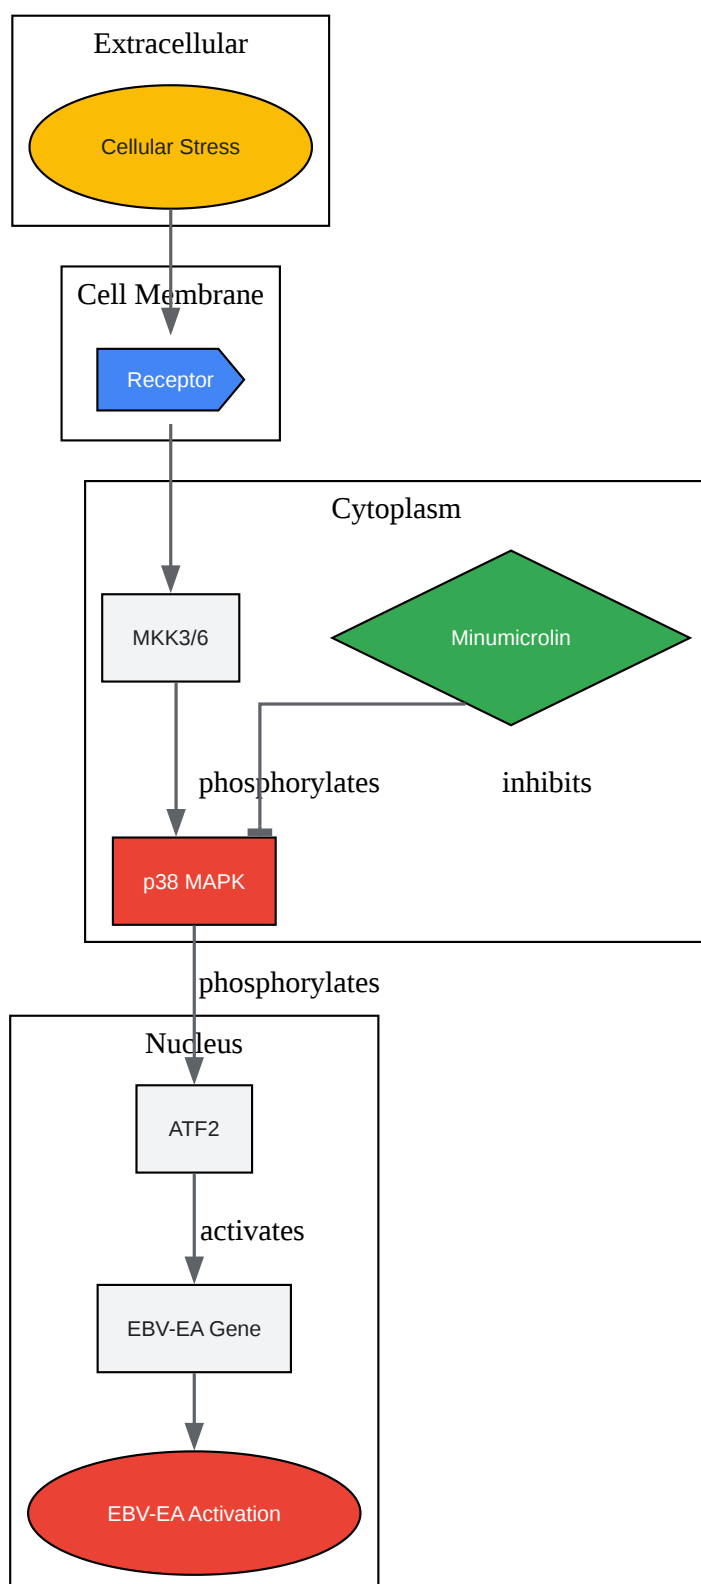 Extracellular
Cellular Stress
Cell Membrane
Receptor
Cytoplasm
MKK3/6
Minumicrolin
phosphorylates
inhibits
p38 MAPK
phosphorylates
Nucleus
ATF2
activates
EBV-EA Gene
EBV-EA Activation